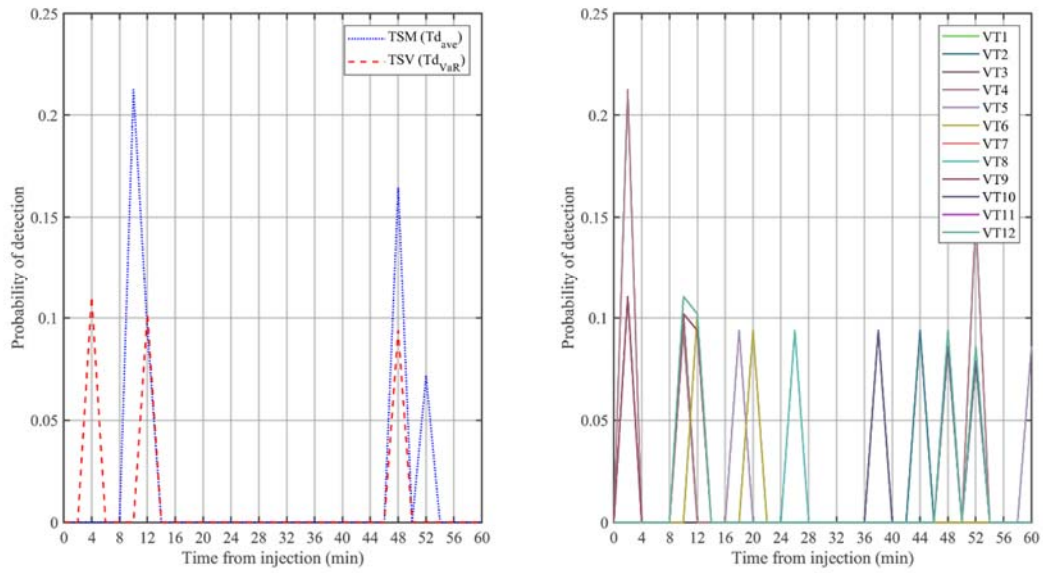 0.25
0.2
0.15
0.1
0.05
0
Probability of detection
TSM (Td_ave)
TSV (Td_VaR)
0 4 8 12 16 20 24 28 32 36 40 44 48 52 56 60
Time from injection (min)
0.25
0.2
0.15
0.1
0.05
0
Probability of detection
VT1
VT2
VT3
VT4
VT5
VT6
VT7
VT8
VT9
VT10
VT11
VT12
0 4 8 12 16 20 24 28 32 36 40 44 48 52 56 60
Time from injection (min)